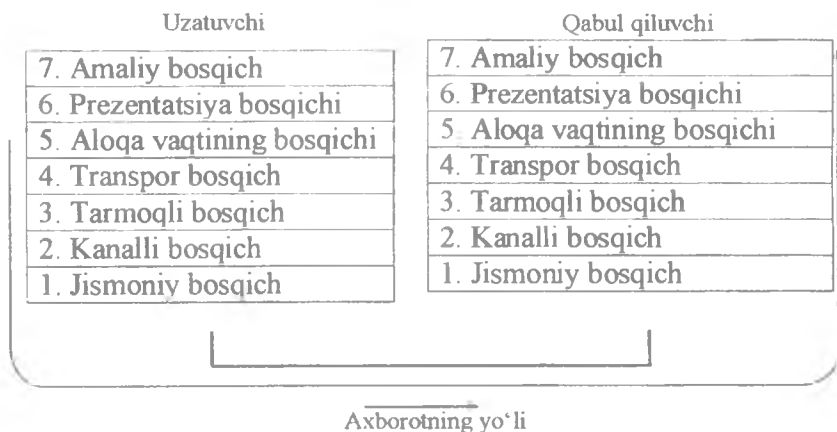 Uzatuvchi
7. Amaliy bosqich
6. Prezentatsiya bosqichi
5. Aloqa vaqtining bosqichi
4. Transpor bosqich
3. Tarmoqli bosqich
2. Kanalli bosqich
1. Jismoniy bosqich
Qabul qiluvchi
7. Amaliy bosqich
6. Prezentatsiya bosqichi
5. Aloqa vaqtining bosqichi
4. Transpor bosqich
3. Tarmoqli bosqich
2. Kanalli bosqich
1. Jismoniy bosqich
Axborotning yo‘li